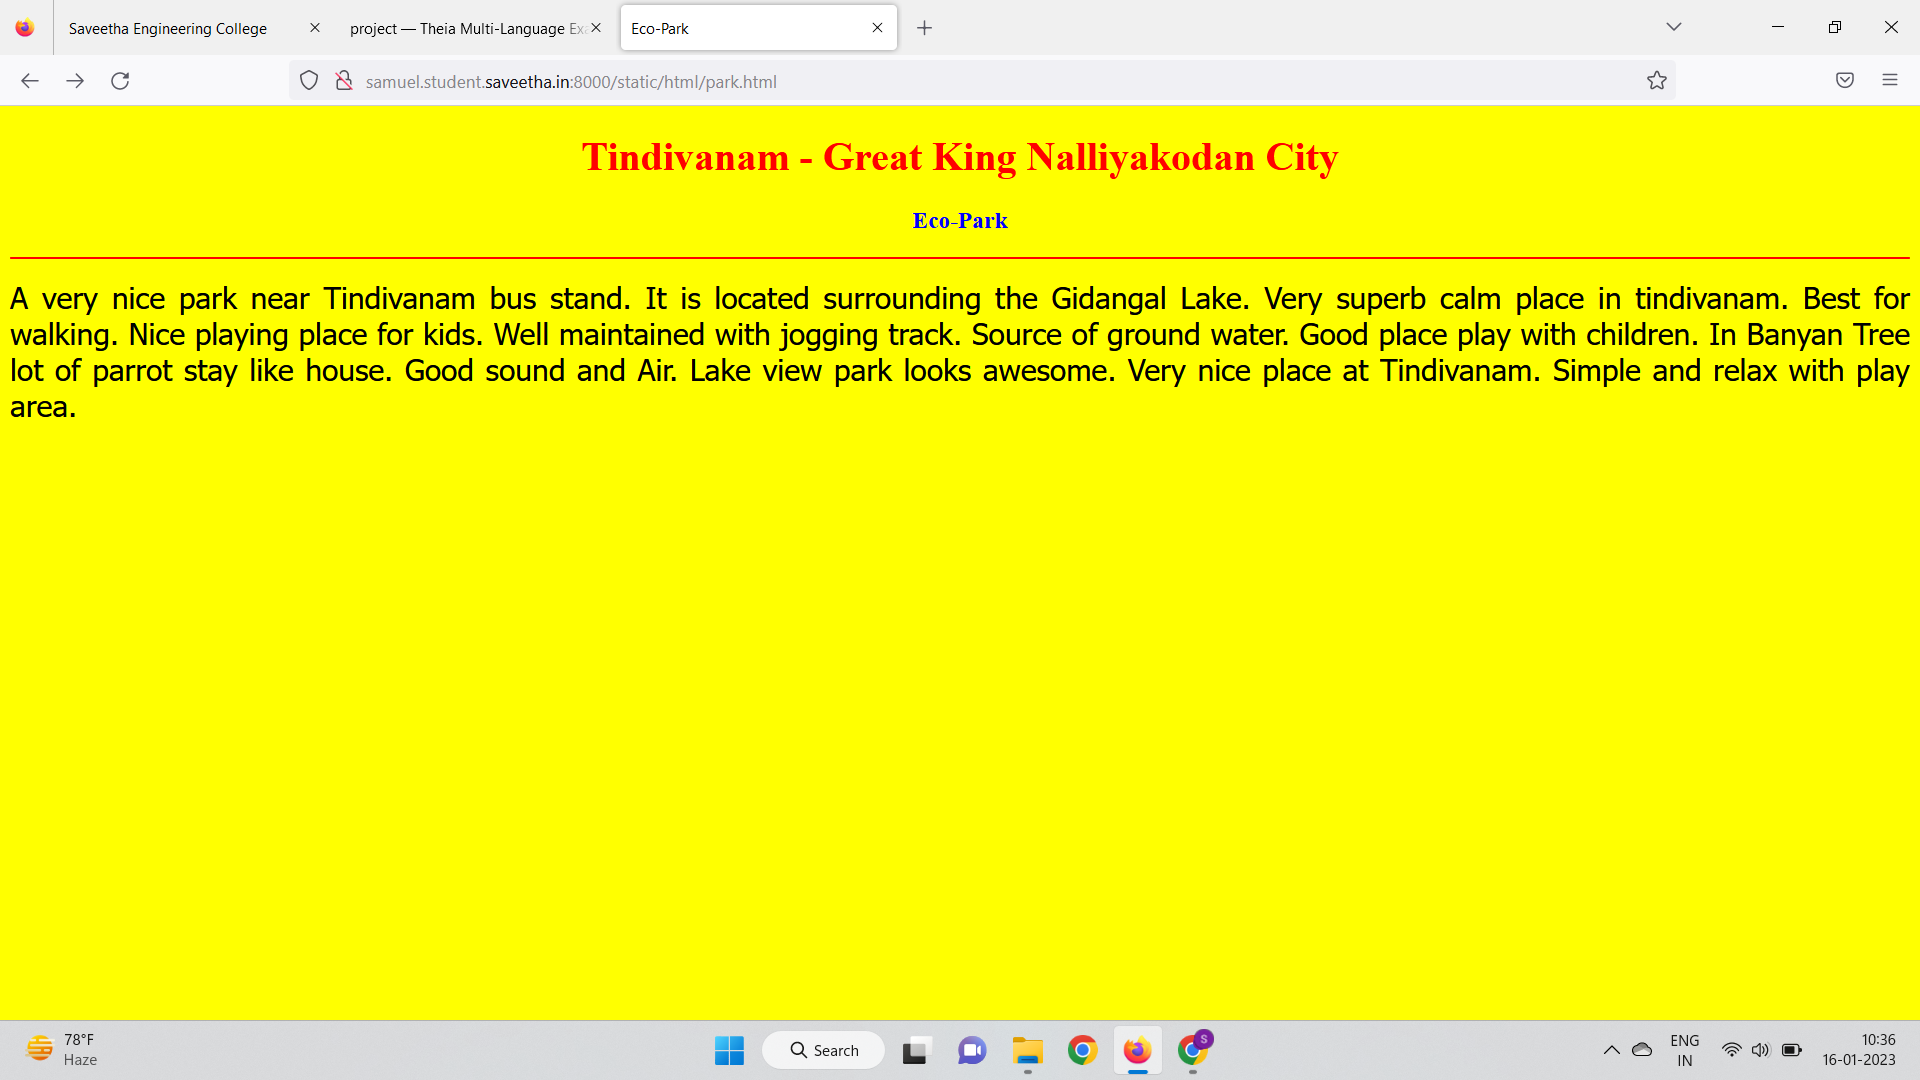 Saveetha Engineering College
project — Theia Multi-Language Exa
Eco-Park
samuel.student.saveetha.in:8000/static/html/park.html
Tindivanam - Great King Nalliyakodan City
Eco-Park
A very nice park near Tindivanam bus stand. It is located surrounding the Gidangal Lake. Very superb calm place in tindivanam. Best for
walking. Nice playing place for kids. Well maintained with jogging track. Source of ground water. Good place play with children. In Banyan Tree
lot of parrot stay like house. Good sound and Air. Lake view park looks awesome. Very nice place at Tindivanam. Simple and relax with play
area.
78°F
Haze
Search
S
ENG
IN
10:36
16-01-2023